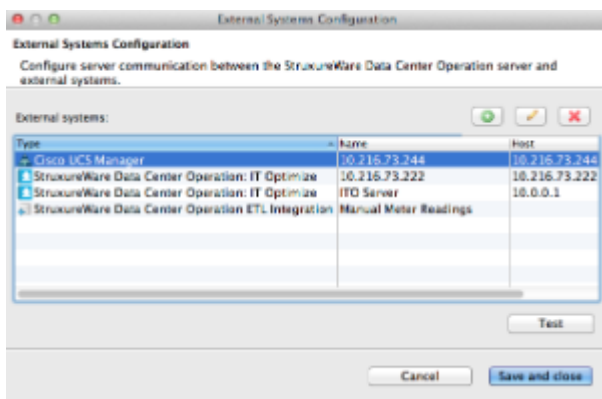 External Systems Configuration
External Systems Configuration
Configure server communication between the StruxureWare Data Center Operation server and
external systems.
External systems:
Type Name Host
Cisco UCS Manager 10.216.73.244 10.216.73.244
StruxureWare Data Center Operation: IT Optimize 10.216.73.222 10.216.73.222
StruxureWare Data Center Operation: IT Optimize ITO Server 10.0.0.1
StruxureWare Data Center Operation ETL Integration Manual Meter Readings
Test
Cancel Save and close